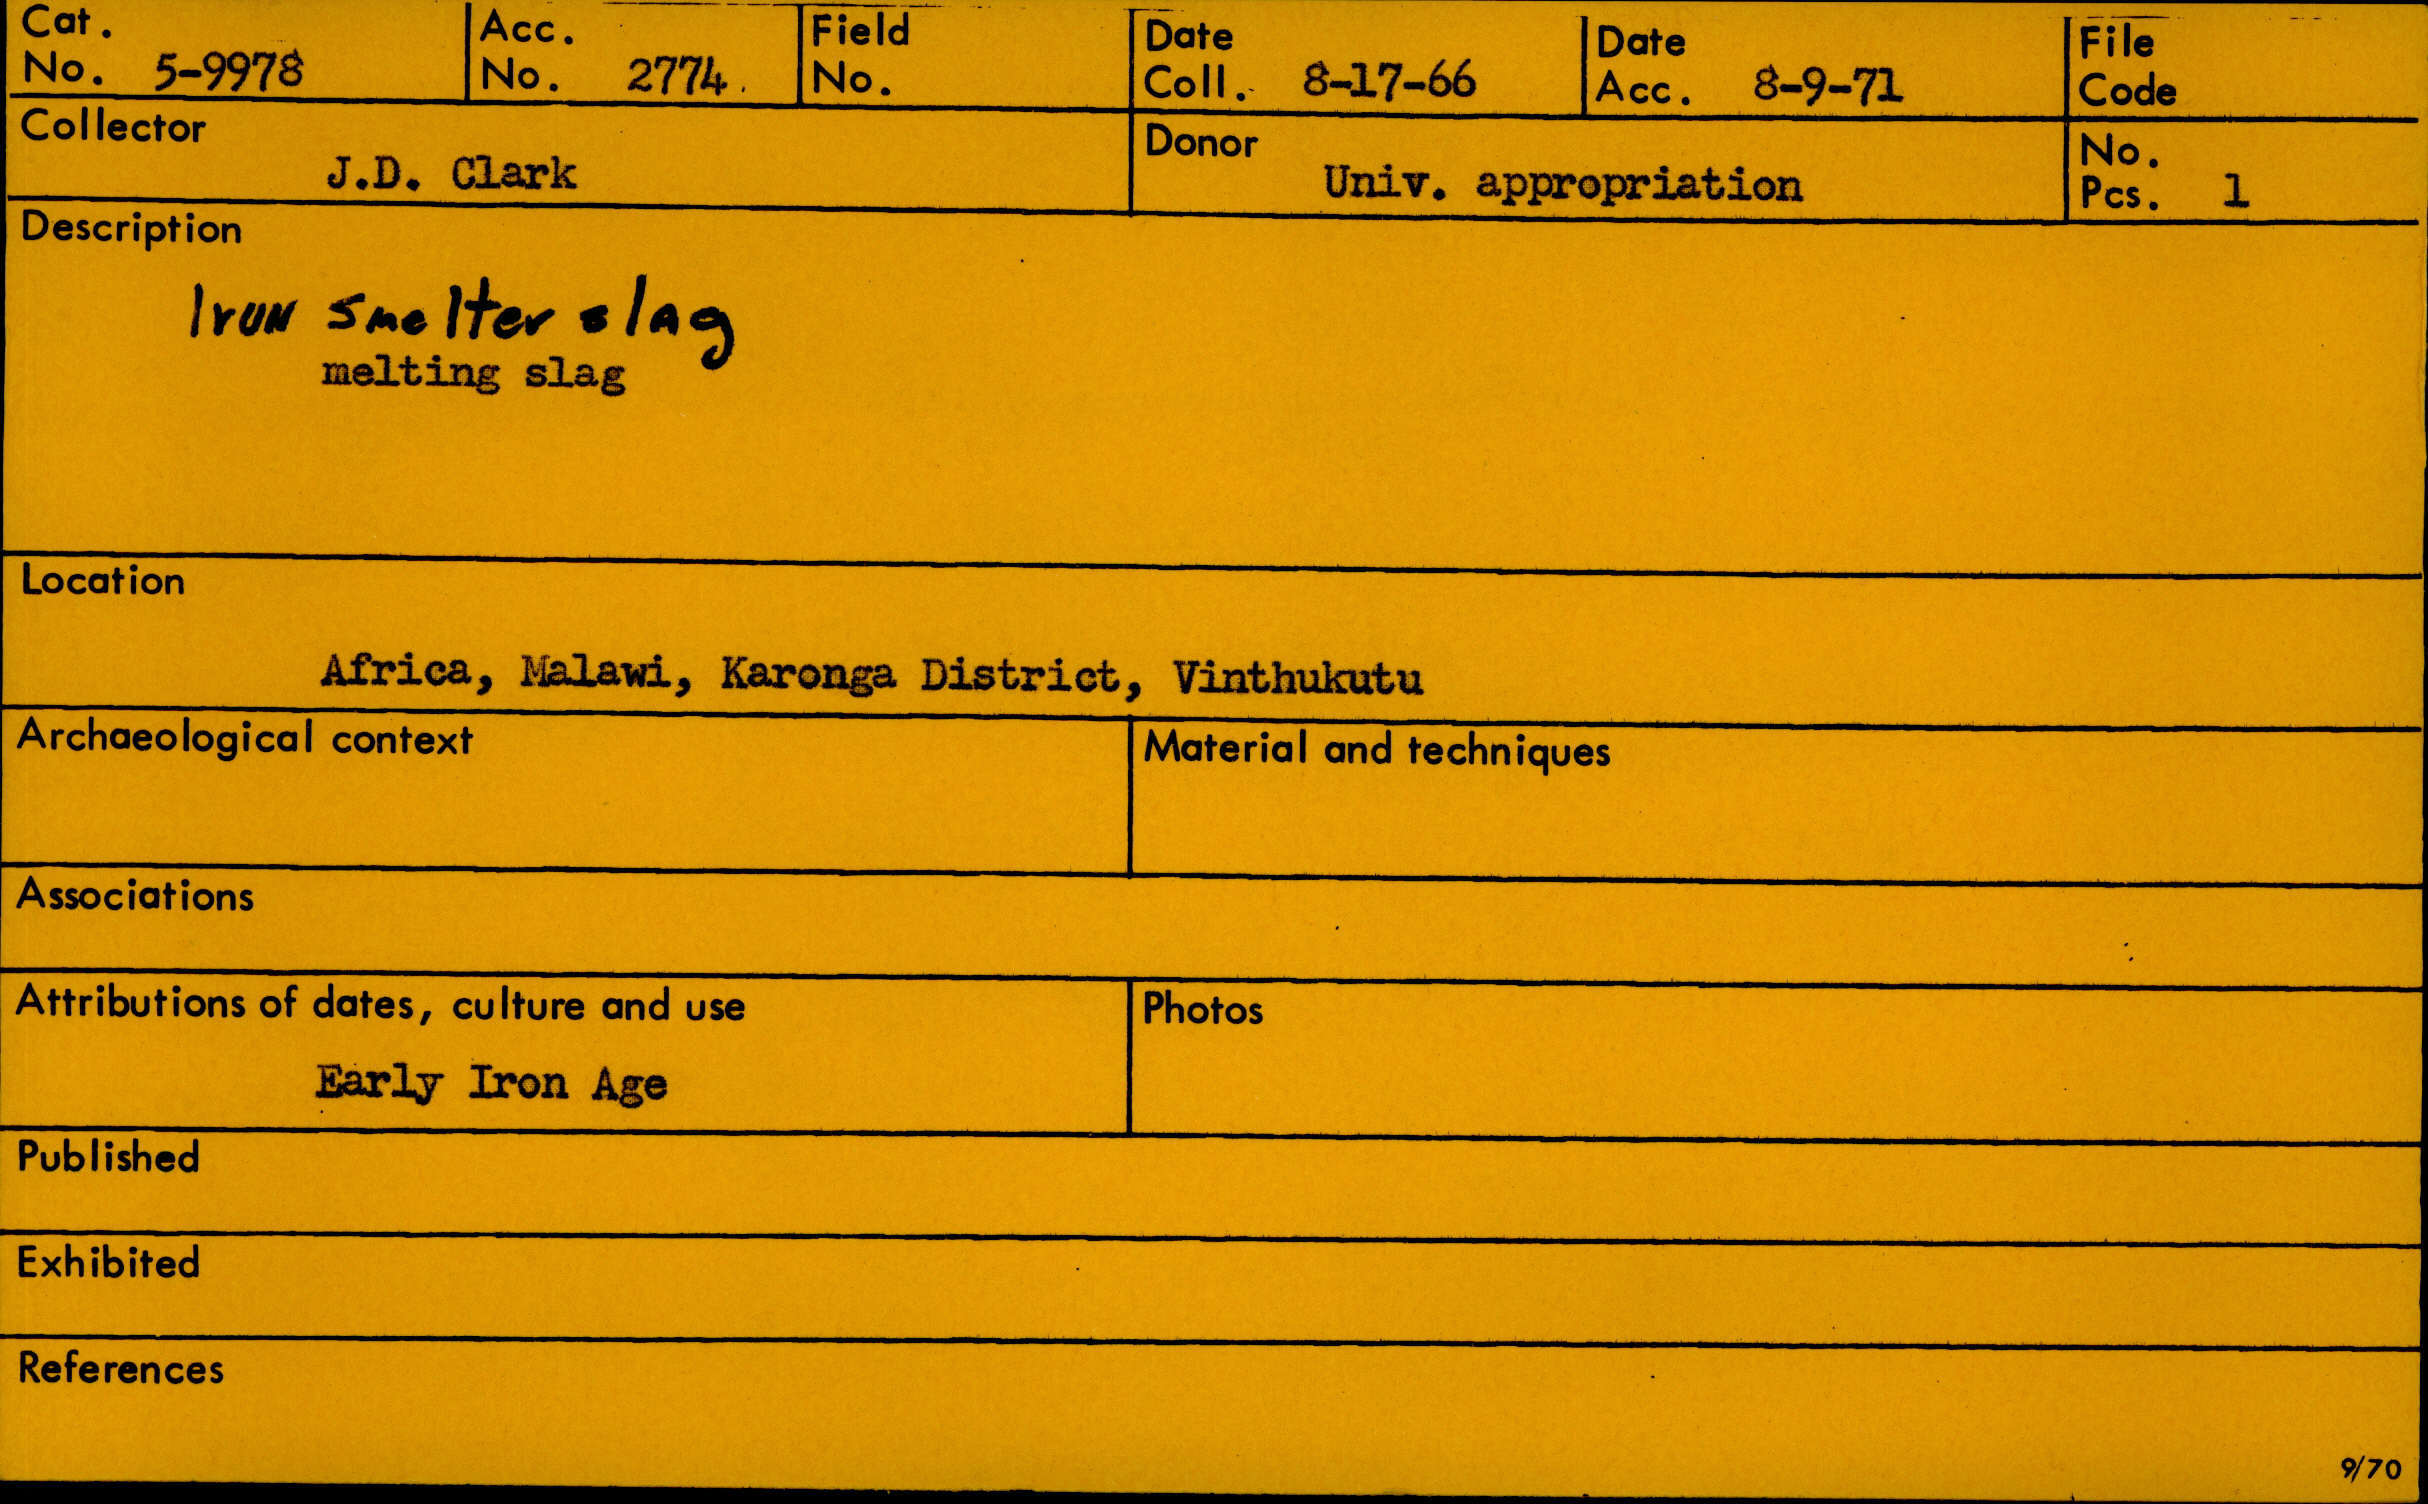 Cat. No. 5-9978
Acc. No. 2774
Field No.
Date Coll. 8-17-66
Date Acc. 8-9-71
File Code
Collector
J.D. Clark
Donor
Univ. appropriation
No. Pcs. 1
Description
Iron smelter slag
melting slag
Location
Africa, Malawi, Karonga District, Vinthukutu
Archaeological context
Material and techniques
Associations
Attributions of dates, culture and use
Early Iron Age
Photos
Published
Exhibited
References
9/70